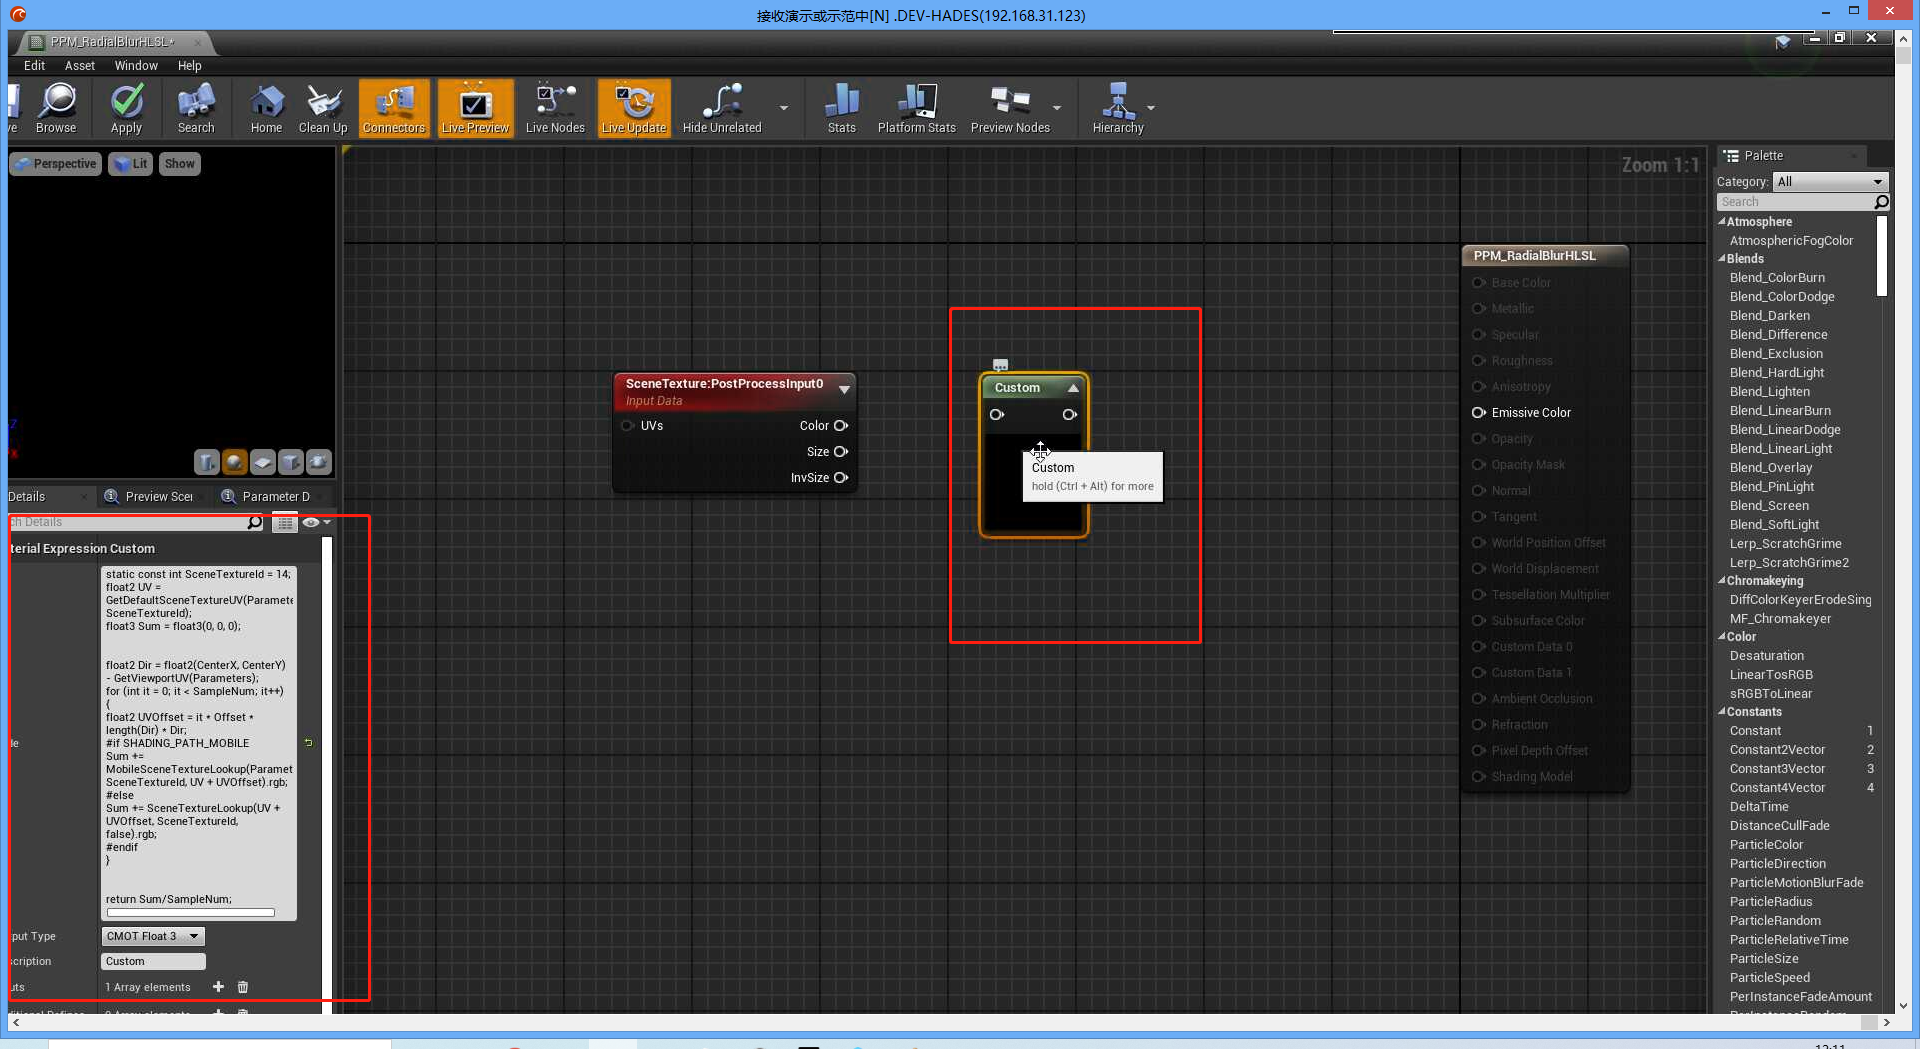 接收演示或示范中[N] .DEV-HADES(192.168.31.123)
PPM_RadialBlurHLSL*
Edit Asset Window Help
Browse Apply Search Home Clean Up Connectors Live Preview Live Nodes Live Update Hide Unrelated Stats Platform Stats Preview Nodes Hierarchy
Perspective Lit Show
Zoom 1:1
Details Preview Scei Parameter D
ch Details
terial Expression Custom
static const int SceneTextureId = 14;
float2 UV =
GetDefaultSceneTextureUV(Paramete
SceneTextureId);
float3 Sum = float3(0, 0, 0);
float2 Dir = float2(CenterX, CenterY)
- GetViewportUV(Parameters);
for (int it = 0; it < SampleNum; it++)
{
float2 UVOffset = it * Offset *
length(Dir) * Dir;
#if SHADING_PATH_MOBILE
Sum +=
MobileSceneTextureLookup(Paramet
SceneTextureId, UV + UVOffset).rgb;
#else
Sum += SceneTextureLookup(UV +
UVOffset, SceneTextureId,
false).rgb;
#endif
}
return Sum/SampleNum;
put Type CMOT Float 3
cription Custom
uts 1 Array elements
SceneTexture:PostProcessInput0
Input Data
UVs Color
Size
InvSize
Custom
Custom
hold (Ctrl + Alt) for more
PPM_RadialBlurHLSL
Base Color
Metallic
Specular
Roughness
Anisotropy
Emissive Color
Opacity
Opacity Mask
Normal
Tangent
World Position Offset
World Displacement
Tessellation Multiplier
Subsurface Color
Custom Data 0
Custom Data 1
Ambient Occlusion
Refraction
Pixel Depth Offset
Shading Model
Palette
Category: All
Search
Atmosphere
AtmosphericFogColor
Blends
Blend_ColorBurn
Blend_ColorDodge
Blend_Darken
Blend_Difference
Blend_Exclusion
Blend_HardLight
Blend_Lighten
Blend_LinearBurn
Blend_LinearDodge
Blend_LinearLight
Blend_Overlay
Blend_PinLight
Blend_Screen
Blend_SoftLight
Lerp_ScratchGrime
Lerp_ScratchGrime2
Chromakeying
DiffColorKeyerErodeSing
MF_Chromakeyer
Color
Desaturation
LinearTosRGB
sRGBToLinear
Constants
Constant 1
Constant2Vector 2
Constant3Vector 3
Constant4Vector 4
DeltaTime
DistanceCullFade
ParticleColor
ParticleDirection
ParticleMotionBlurFade
ParticleRadius
ParticleRandom
ParticleRelativeTime
ParticleSize
ParticleSpeed
PerInstanceFadeAmount